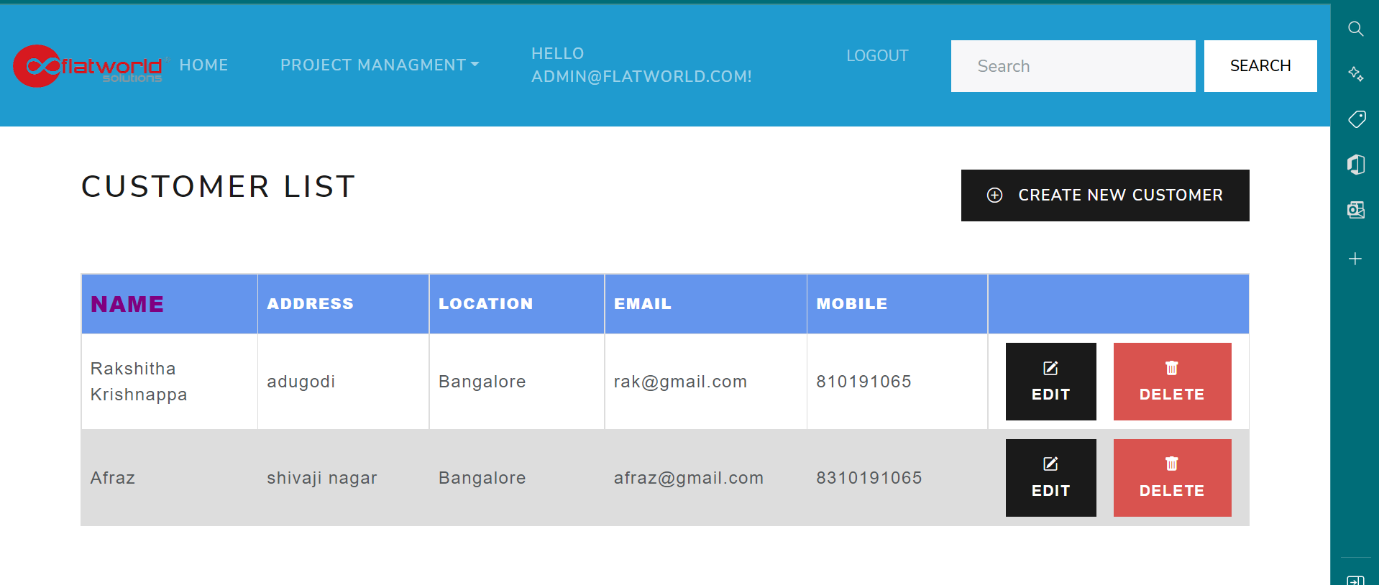 flatworld
solutions
HOME
PROJECT MANAGMENT
HELLO
ADMIN@FLATWORLD.COM!
LOGOUT
Search
SEARCH
CUSTOMER LIST
CREATE NEW CUSTOMER
NAME ADDRESS LOCATION EMAIL MOBILE
Rakshitha
Krishnappa
adugodi Bangalore rak@gmail.com 810191065
EDIT DELETE
Afraz shivaji nagar Bangalore afraz@gmail.com 8310191065
EDIT DELETE